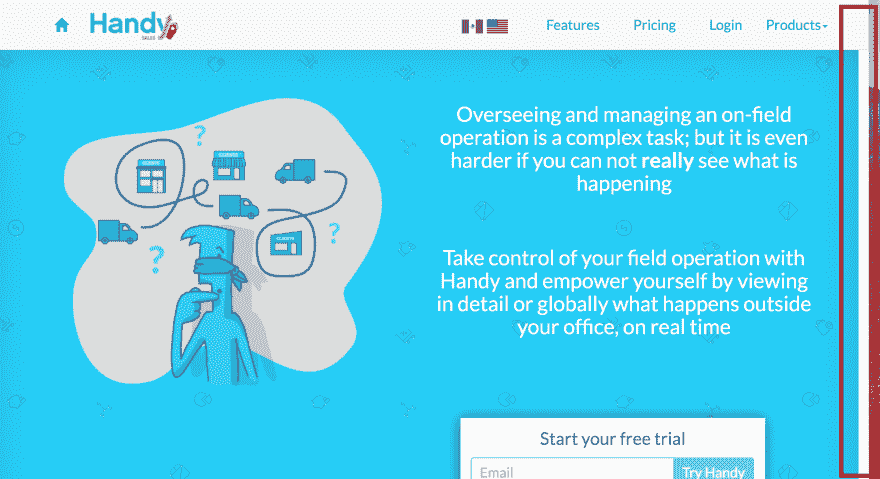 Handy
SALES
Features Pricing Login Products
Overseeing and managing an on-field
operation is a complex task; but it is even
harder if you can not really see what is
happening
? ? ? ?
Take control of your field operation with
Handy and empower yourself by viewing
in detail or globally what happens outside
your office, on real time
Start your free trial
Email Try Handy